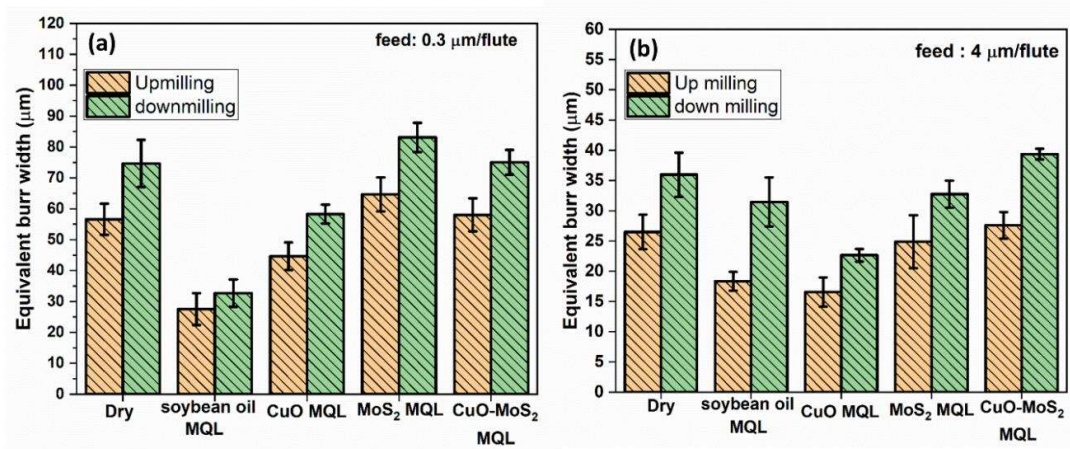 (a)
feed: 0.3 μm/flute
Upmilling
downmilling
Equivalent burr width (μm)
120
110
100
90
80
70
60
50
40
30
20
10
0
Dry
soybean oil
MQL
CuO MQL
MoS₂ MQL
CuO-MoS₂
MQL
(b)
feed : 4 μm/flute
Up milling
down milling
Equivalent burr width (μm)
60
55
50
45
40
35
30
25
20
15
10
5
0
Dry
soybean oil
MQL
CuO MQL
MoS₂ MQL
CuO-MoS₂
MQL